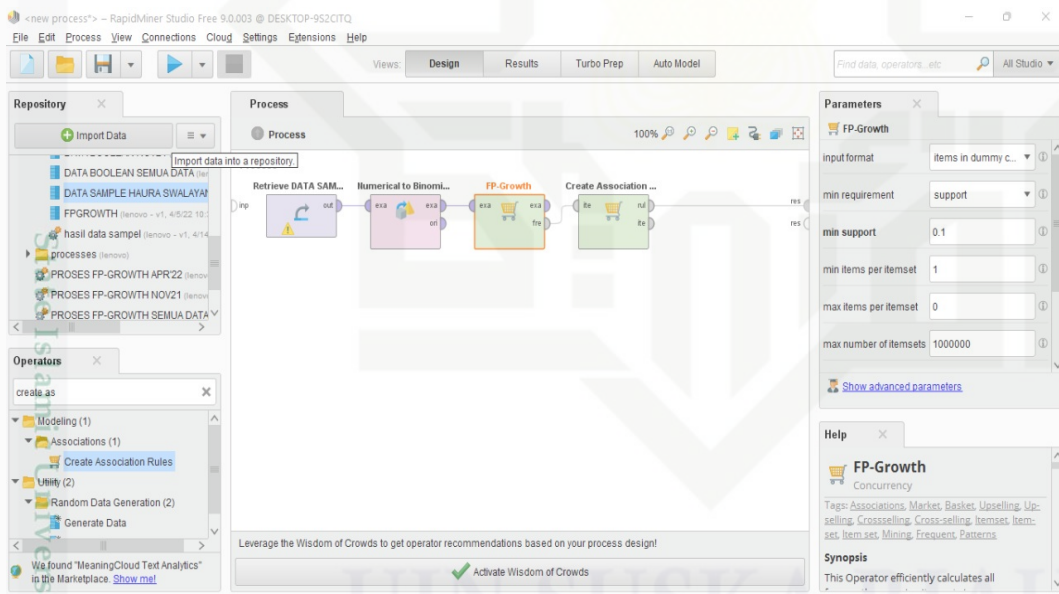 <new process*> – RapidMiner Studio Free 9.0.003 @ DESKTOP-9S2CITQ
File Edit Process View Connections Cloud Settings Extensions Help
Views: Design Results Turbo Prep Auto Model
Find data, operators...etc
All Studio
Repository
Import Data
Import data into a repository.
DATA BOOLEAN SEMUA DATA
DATA SAMPLE HAURA SWALAYAN
FPGROWTH (lenovo - v1, 4/5/22 10:
hasil data sampel (lenovo - v1, 4/14
processes (lenovo)
PROSES FP-GROWTH APR'22
PROSES FP-GROWTH NOV21
PROSES FP-GROWTH SEMUA DATA
Operators
create as
Modeling (1)
Associations (1)
Create Association Rules
Utility (2)
Random Data Generation (2)
Generate Data
We found "MeaningCloud Text Analytics"
in the Marketplace. Show me!
Process
Process
100%
Retrieve DATA SAM... Numerical to Binomi... FP-Growth Create Association ...
inp out exa exa exa exa ite rul res
ori fre ite res
Leverage the Wisdom of Crowds to get operator recommendations based on your process design!
Activate Wisdom of Crowds
Parameters
FP-Growth
input format items in dummy c...
min requirement support
min support 0.1
min items per itemset 1
max items per itemset 0
max number of itemsets 1000000
Show advanced parameters
Help
FP-Growth
Concurrency
Tags: Associations, Market, Basket, Upselling, Up-
selling, Crossselling, Cross-selling, Itemset, Item-
set, Item set, Mining, Frequent, Patterns
Synopsis
This Operator efficiently calculates all